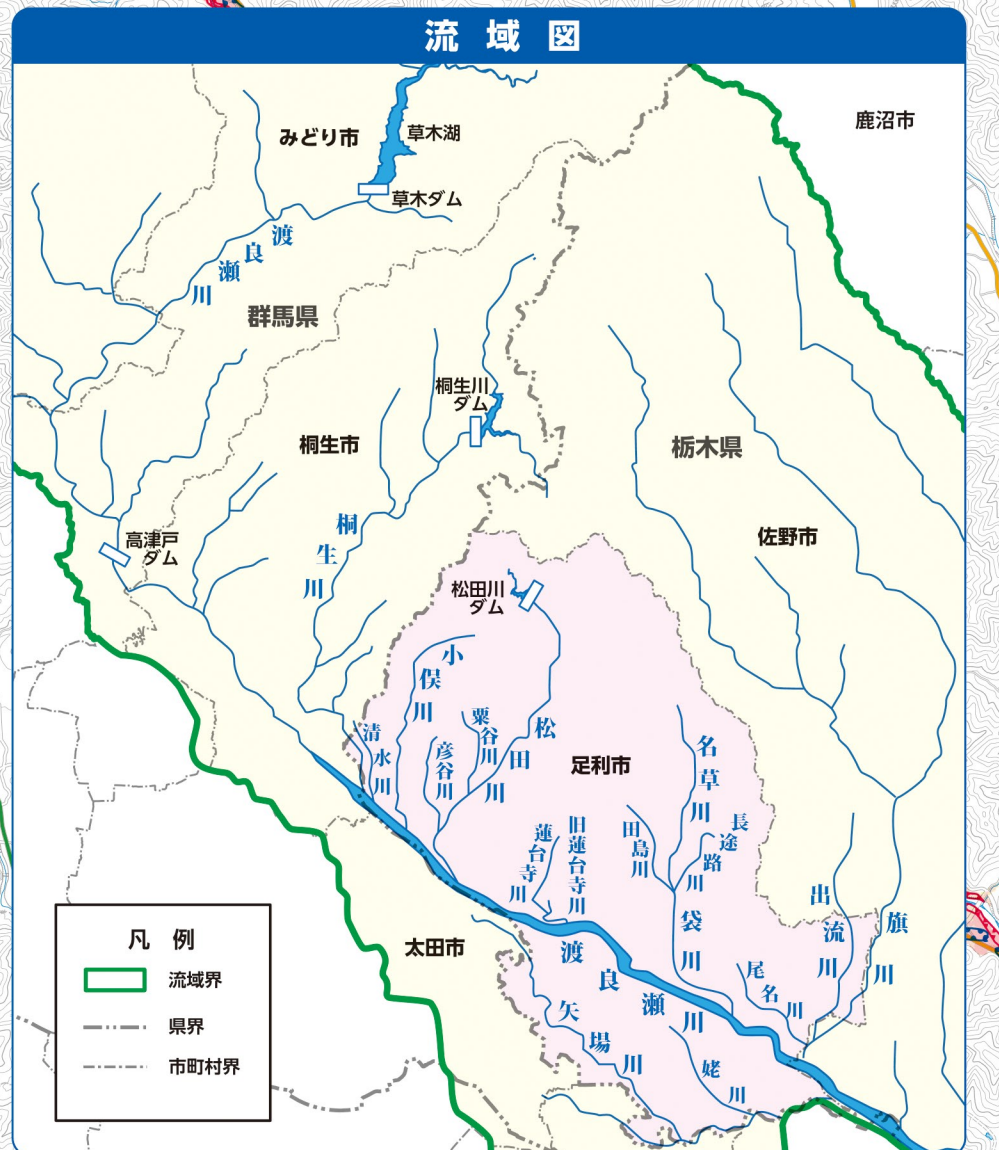 流域図
鹿沼市
みどり市
草木湖
草木ダム
渡良瀬川
群馬県
桐生川
ダム
桐生市
栃木県
佐野市
高津戸
ダム
桐生川
松田川
ダム
小俣川
清水川
彦谷川
粟谷川
松田川
足利市
名草川
長途路川
田島川
蓮台寺川
旧蓮台寺川
袋川
出流川
旗川
尾名川
太田市
渡良瀬川
矢場川
姥川
凡例
流域界
県界
市町村界